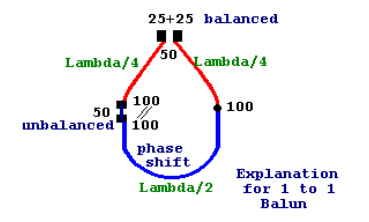 25+25 balanced
50
Lambda/4 Lambda/4
100
50 // 100
unbalanced 100
phase
shift
Lambda/2
Explanation
for 1 to 1
Balun